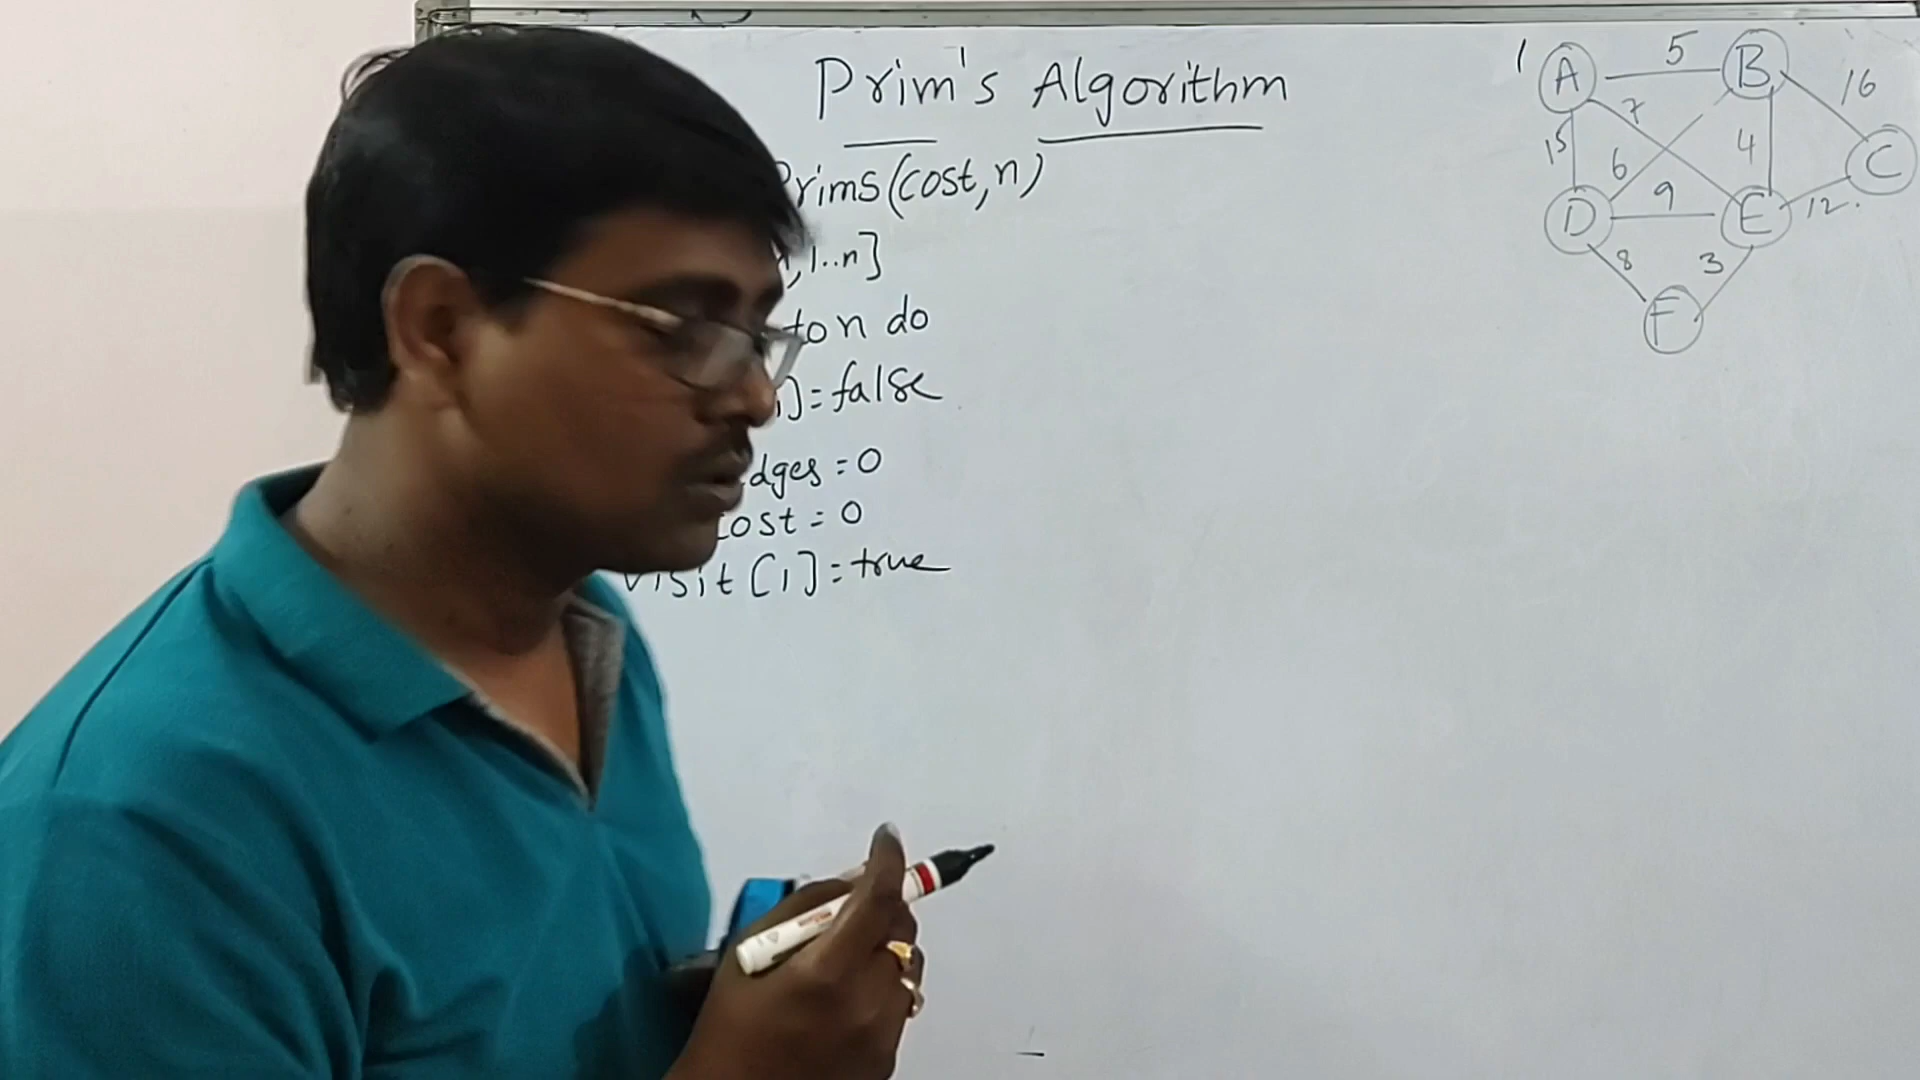 Prim's Algorithm
Prims(cost,n)
,1..n]
to n do
]=false
dges=0
cost=0
visit[1]=true
1 A 5 B 16
7
15 6 4 C
D 9 E 12.
8 3
F